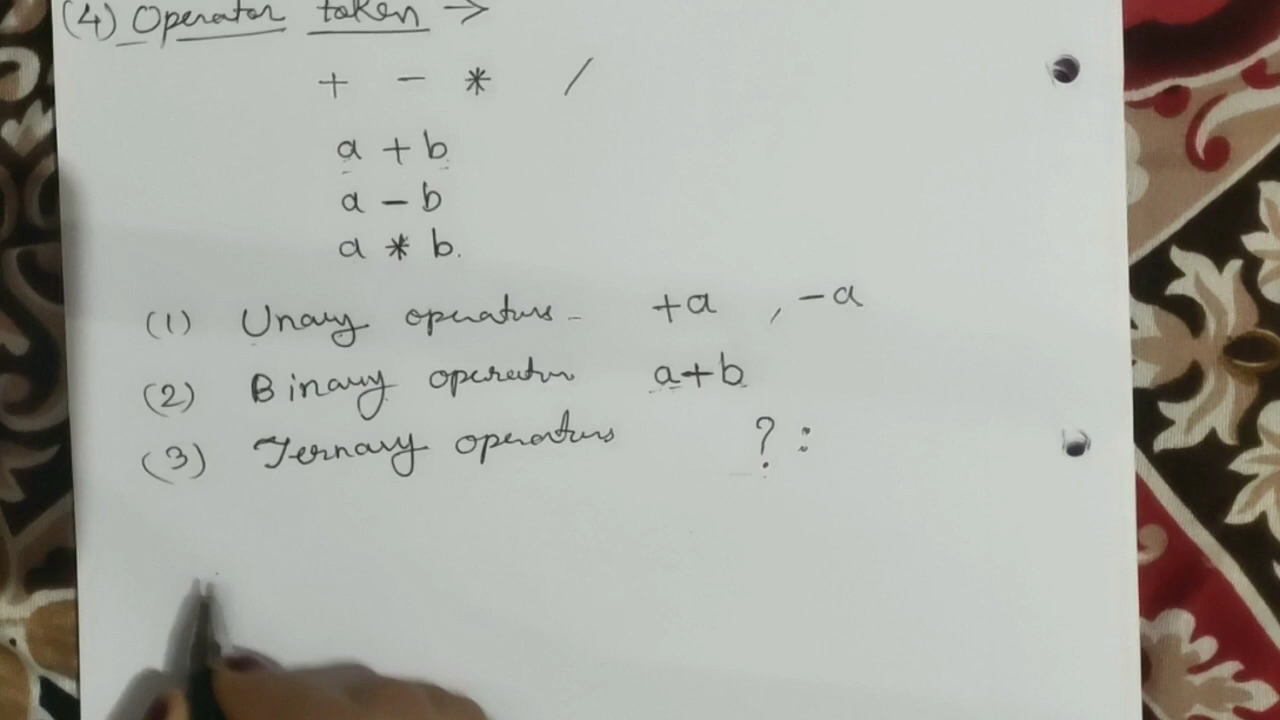 (4) Operator token →
+ - * /
a + b
a - b
a * b.
(1) Unary operators - +a , -a
(2) Binary operator a+b
(3) Ternary operators ? :